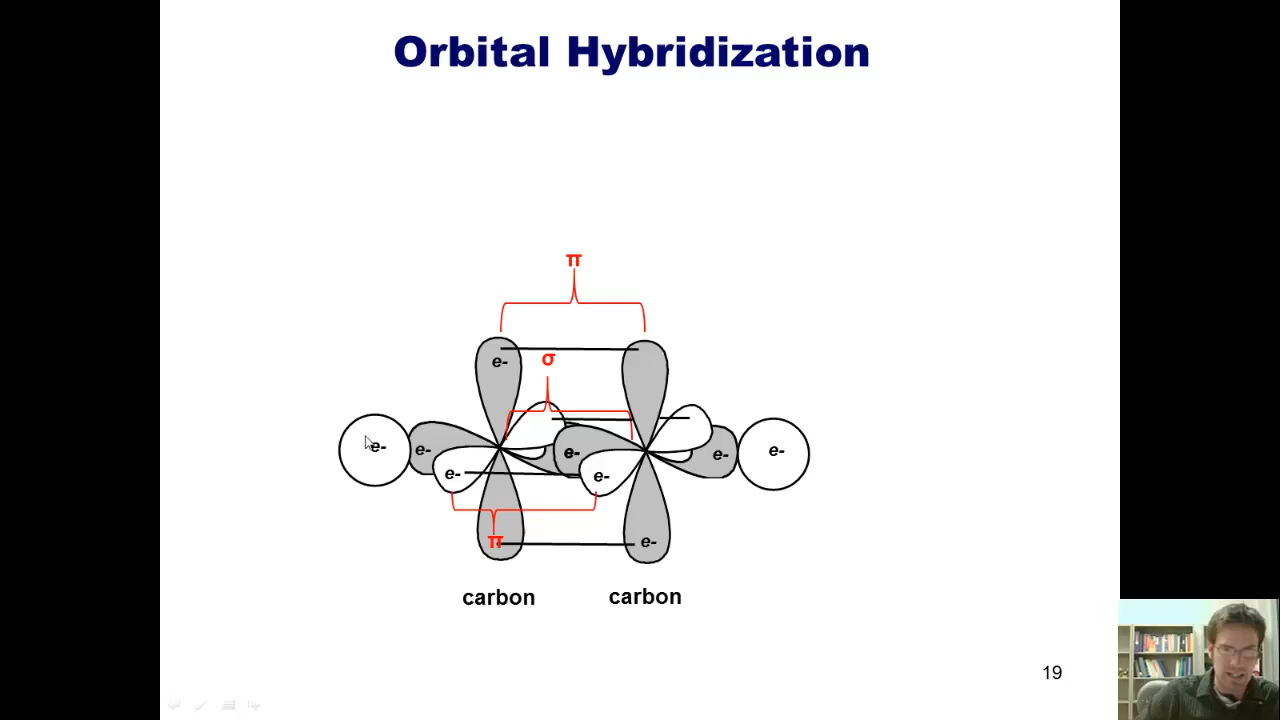 Orbital Hybridization
π
e-
σ
e-
e-
e-
e-
e-
e-
e-
π
e-
carbon
carbon
19